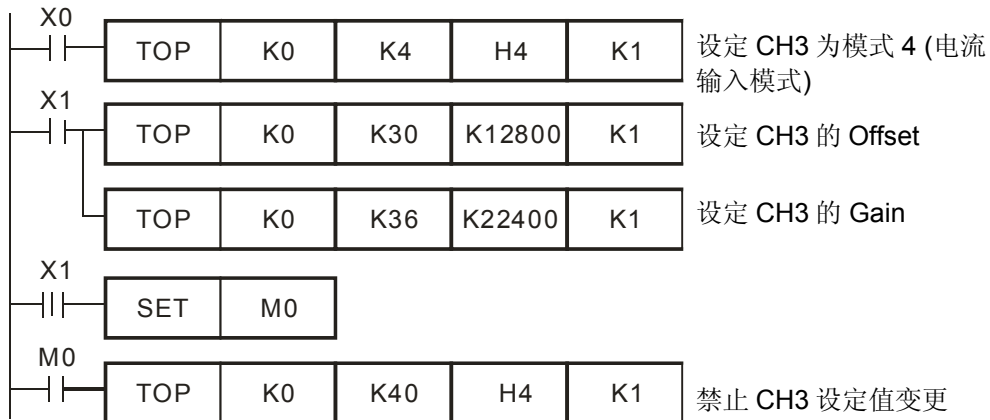 X0
TOP K0 K4 H4 K1 设定 CH3 为模式 4 (电流
输入模式)
X1
TOP K0 K30 K12800 K1 设定 CH3 的 Offset
TOP K0 K36 K22400 K1 设定 CH3 的 Gain
X1
SET M0
M0
TOP K0 K40 H4 K1 禁止 CH3 设定值变更